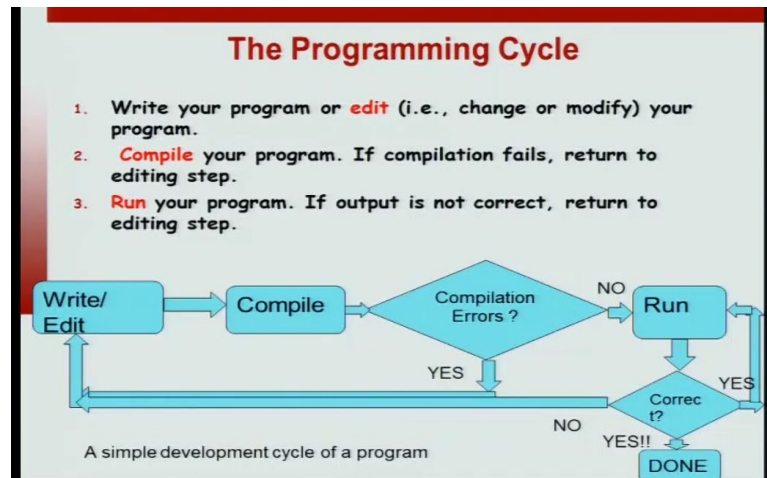 The Programming Cycle
1. Write your program or edit (i.e., change or modify) your
program.
2. Compile your program. If compilation fails, return to
editing step.
3. Run your program. If output is not correct, return to
editing step.
Write/
Edit
Compile
Compilation
Errors ?
NO
Run
YES
YES
Correc
t?
NO
YES!!
A simple development cycle of a program
DONE